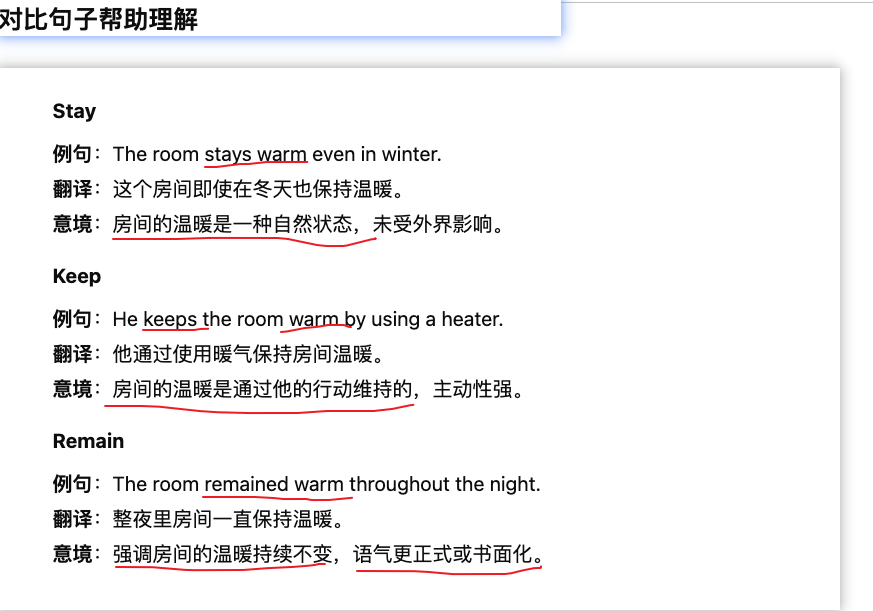 对比句子帮助理解
Stay
例句：The room stays warm even in winter.
翻译：这个房间即使在冬天也保持温暖。
意境：房间的温暖是一种自然状态，未受外界影响。
Keep
例句：He keeps the room warm by using a heater.
翻译：他通过使用暖气保持房间温暖。
意境：房间的温暖是通过他的行动维持的，主动性强。
Remain
例句：The room remained warm throughout the night.
翻译：整夜里房间一直保持温暖。
意境：强调房间的温暖持续不变，语气更正式或书面化。